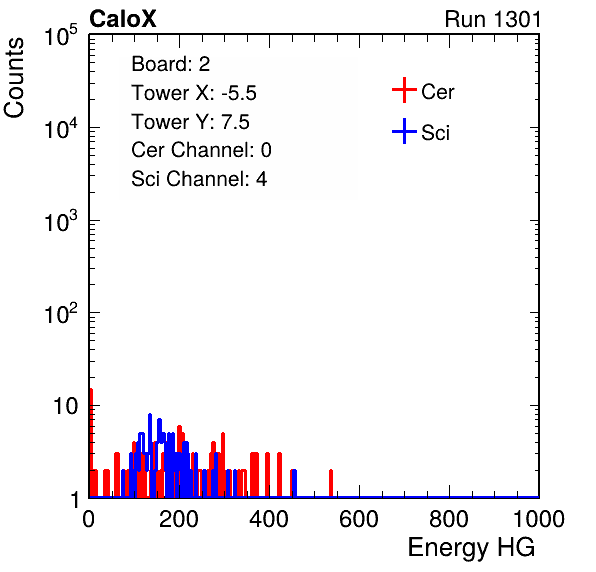 CaloX Run 1301
Counts
10^5
10^4
10^3
10^2
10
1
Board: 2
Tower X: -5.5
Tower Y: 7.5
Cer Channel: 0
Sci Channel: 4
Cer
Sci
0 200 400 600 800 1000
Energy HG